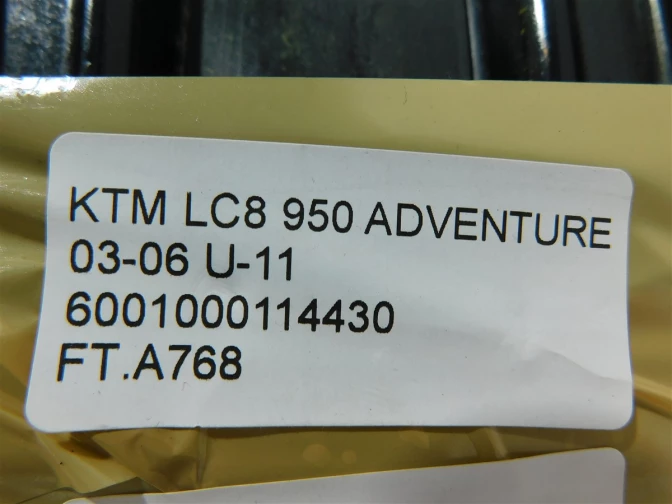 KTM LC8 950 ADVENTURE
03-06 U-11
6001000114430
FT.A768